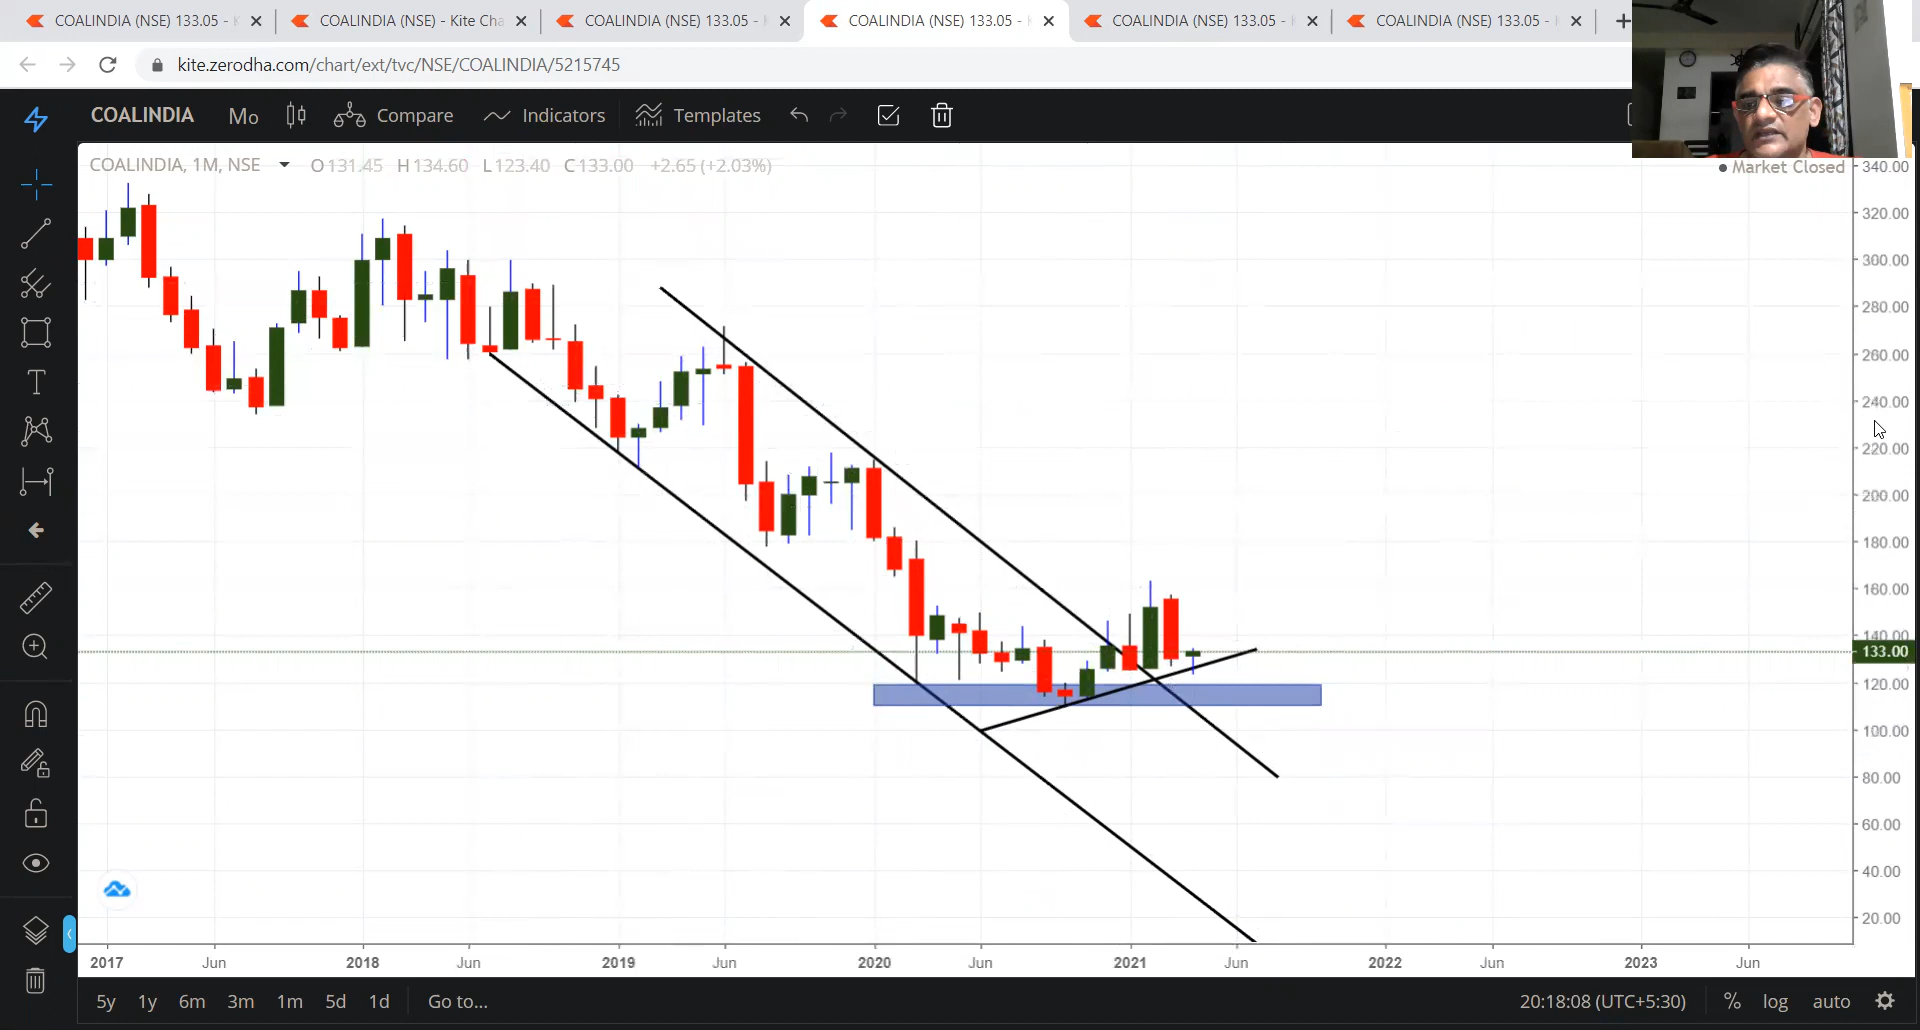 COALINDIA (NSE) 133.05 -
COALINDIA (NSE) - Kite Cha
COALINDIA (NSE) 133.05 -
COALINDIA (NSE) 133.05 -
COALINDIA (NSE) 133.05 -
COALINDIA (NSE) 133.05 -
kite.zerodha.com/chart/ext/tvc/NSE/COALINDIA/5215745
COALINDIA Mo Compare Indicators Templates
COALINDIA, 1M, NSE O131.45 H134.60 L123.40 C133.00 +2.65 (+2.03%)
Market Closed
340.00
320.00
300.00
280.00
260.00
240.00
220.00
200.00
180.00
160.00
140.00
133.00
120.00
100.00
80.00
60.00
40.00
20.00
2017 Jun 2018 Jun 2019 Jun 2020 Jun 2021 Jun 2022 Jun 2023 Jun
5y 1y 6m 3m 1m 5d 1d Go to... 20:18:08 (UTC+5:30) % log auto